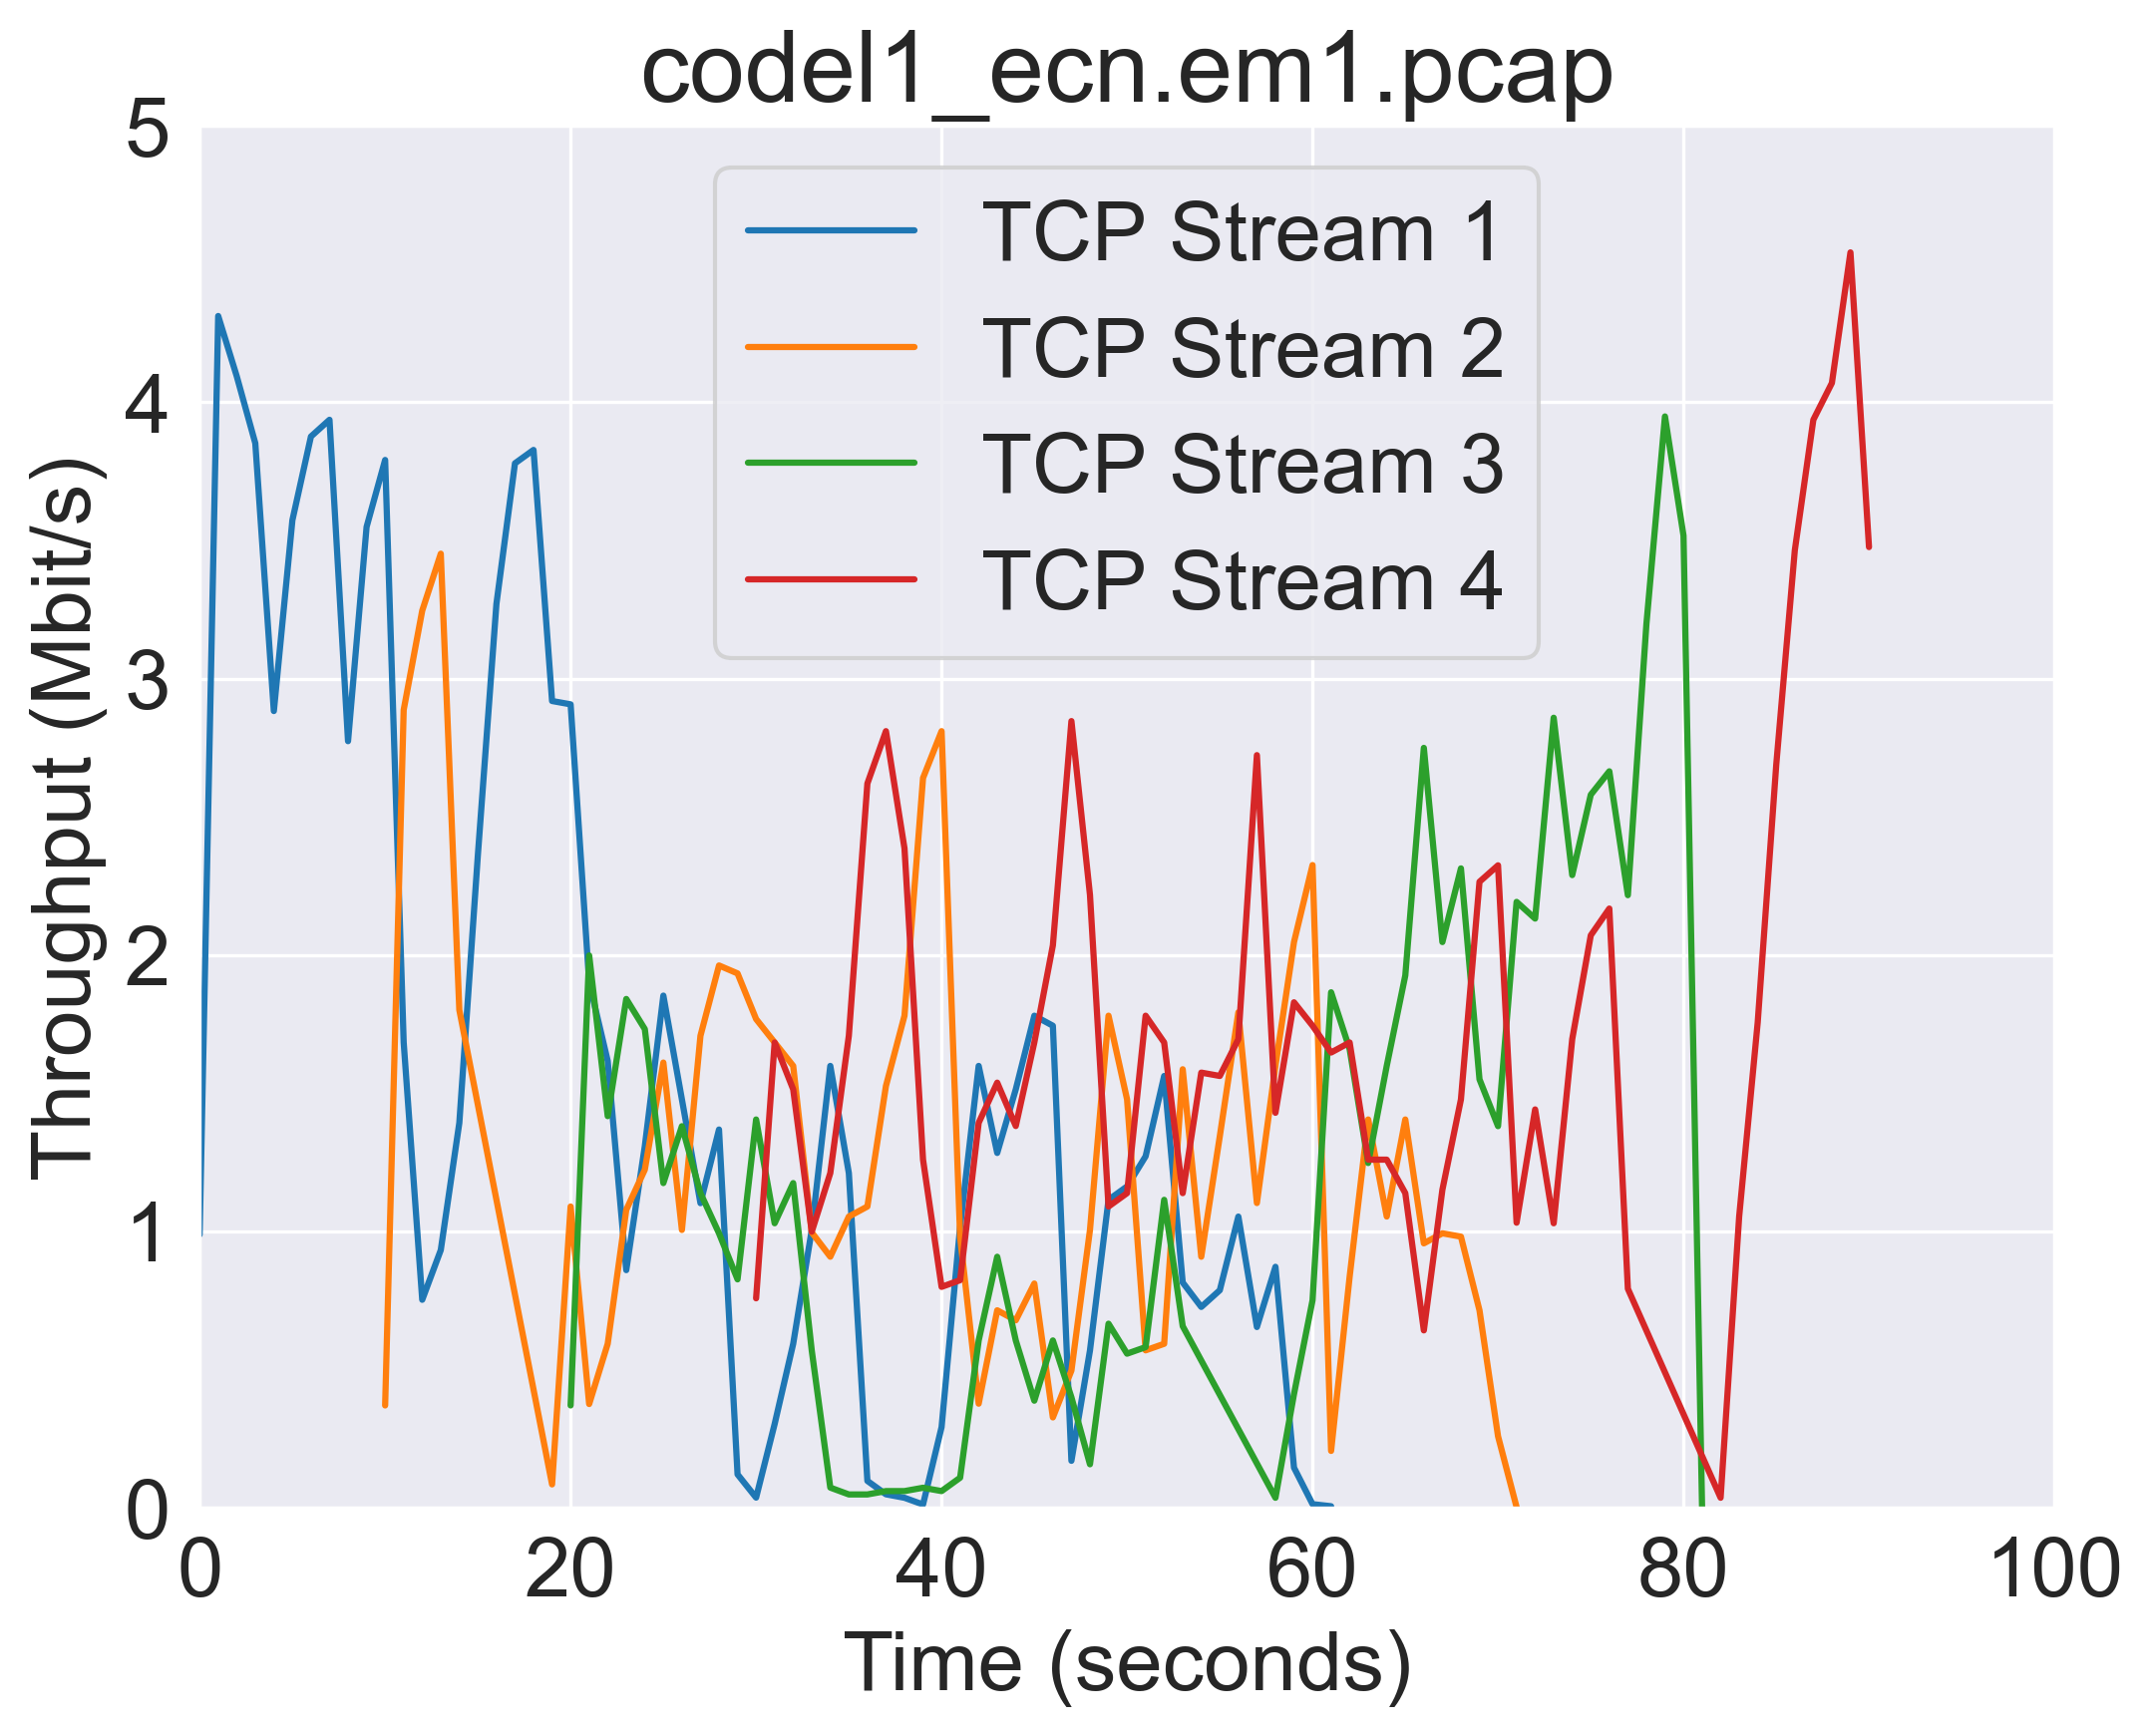 codel1_ecn.em1.pcap
5
4
3
2
1
0
Throughput (Mbit/s)
TCP Stream 1
TCP Stream 2
TCP Stream 3
TCP Stream 4
0 20 40 60 80 100
Time (seconds)